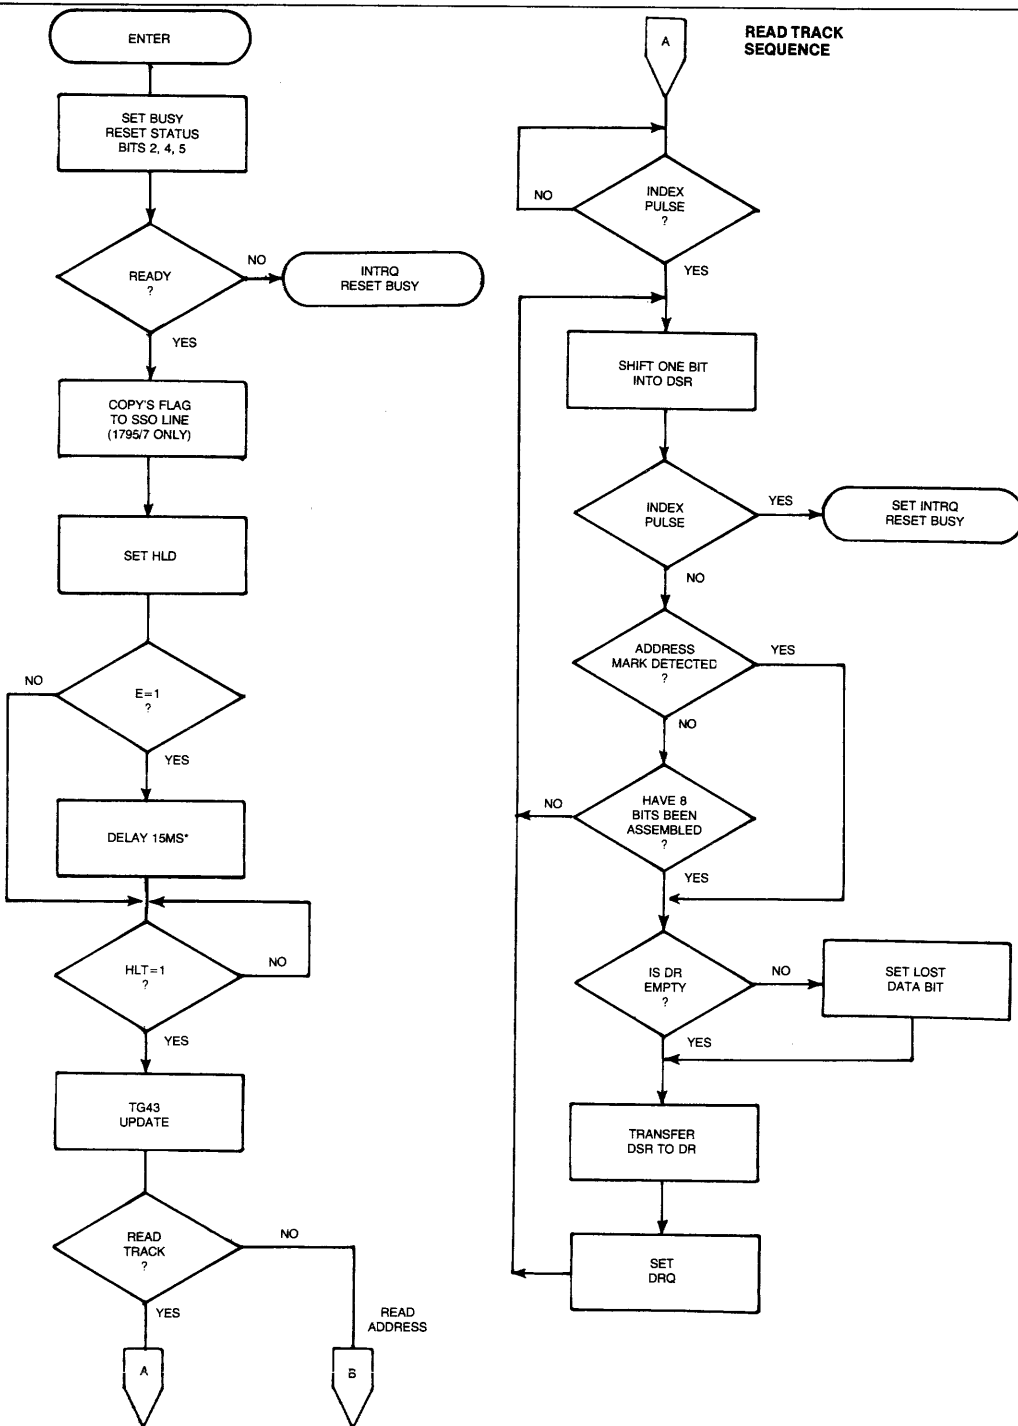 ENTER
SET BUSY
RESET STATUS
BITS 2, 4, 5
READY
?
NO
INTRQ
RESET BUSY
YES
COPY'S FLAG
TO SSO LINE
(1795/7 ONLY)
SET HLD
NO
E=1
?
YES
DELAY 15MS*
HLT=1
?
NO
YES
TG43
UPDATE
READ
TRACK
?
NO
YES
READ
ADDRESS
A
B
READ TRACK
SEQUENCE
A
NO
INDEX
PULSE
?
YES
SHIFT ONE BIT
INTO DSR
INDEX
PULSE
YES
SET INTRQ
RESET BUSY
NO
ADDRESS
MARK DETECTED
?
YES
NO
NO
HAVE 8
BITS BEEN
ASSEMBLED
?
YES
IS DR
EMPTY
?
NO
SET LOST
DATA BIT
YES
TRANSFER
DSR TO DR
SET
DRQ